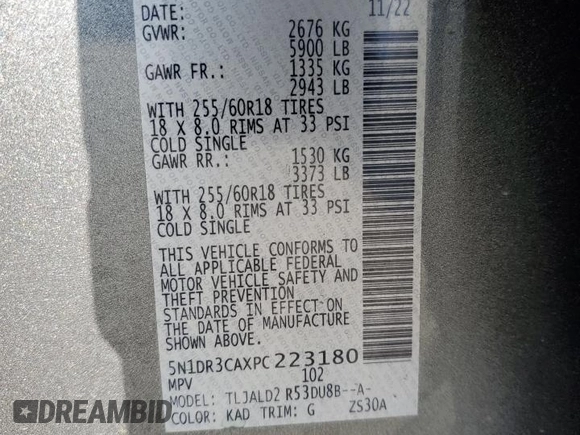 DATE: 11/22
GVWR: 2676 KG
5900 LB
GAWR FR.: 1335 KG
2943 LB
WITH 255/60R18 TIRES
18 X 8.0 RIMS AT 33 PSI
COLD SINGLE
GAWR RR.: 1530 KG
3373 LB
WITH 255/60R18 TIRES
18 X 8.0 RIMS AT 33 PSI
COLD SINGLE
THIS VEHICLE CONFORMS TO
ALL APPLICABLE FEDERAL
MOTOR VEHICLE SAFETY AND
THEFT PREVENTION
STANDARDS IN EFFECT ON
THE DATE OF MANUFACTURE
SHOWN ABOVE.
5N1DR3CAXPC223180
MPV 102
MODEL: TLJALD2 R53DU8B--A-
COLOR: KAD TRIM: G ZS30A
EPICVIN
.COM